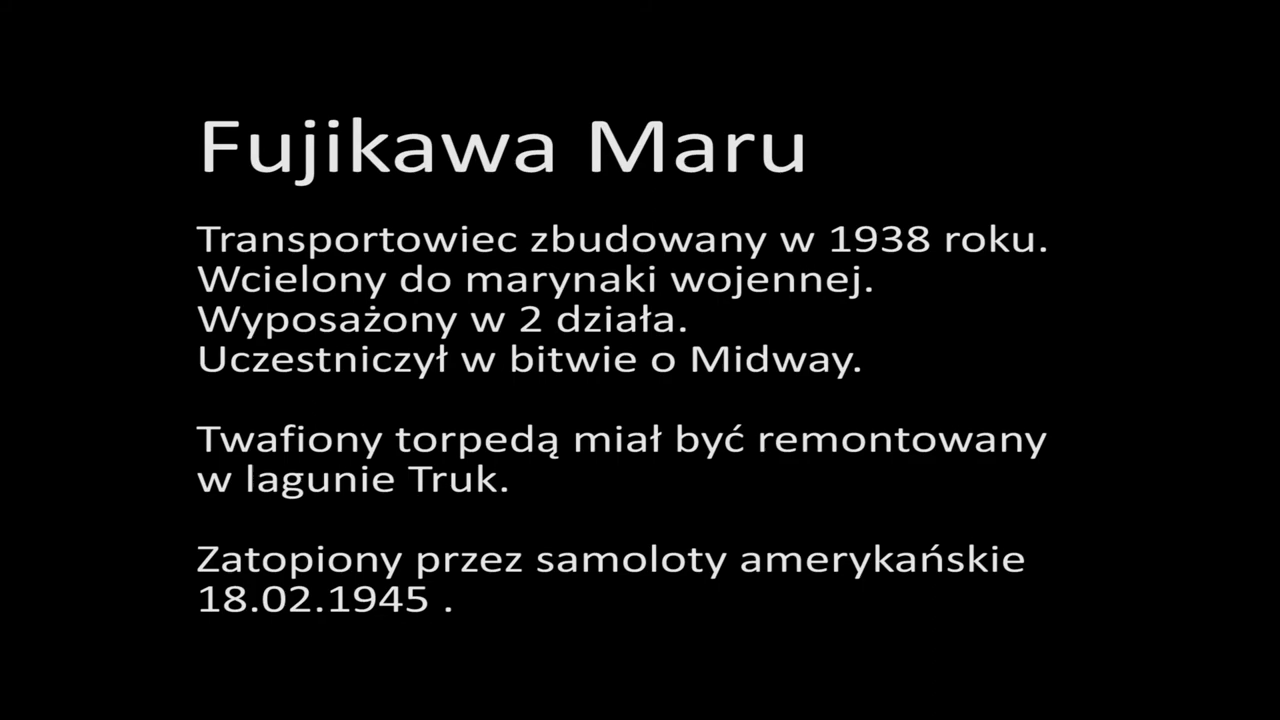 Fujikawa Maru
Transportowiec zbudowany w 1938 roku.
Wcielony do marynaki wojennej.
Wyposażony w 2 działa.
Uczestniczył w bitwie o Midway.
Twafiony torpedą miał być remontowany
w lagunie Truk.
Zatopiony przez samoloty amerykańskie
18.02.1945 .